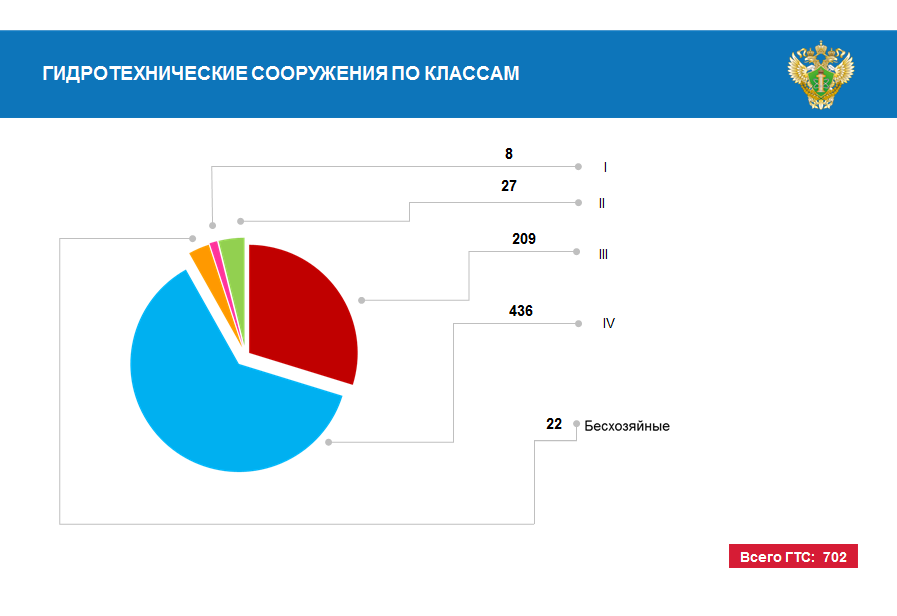 ГИДРОТЕХНИЧЕСКИЕ СООРУЖЕНИЯ ПО КЛАССАМ
8
I
27
II
209
III
436
IV
22 Бесхозяйные
Всего ГТС: 702